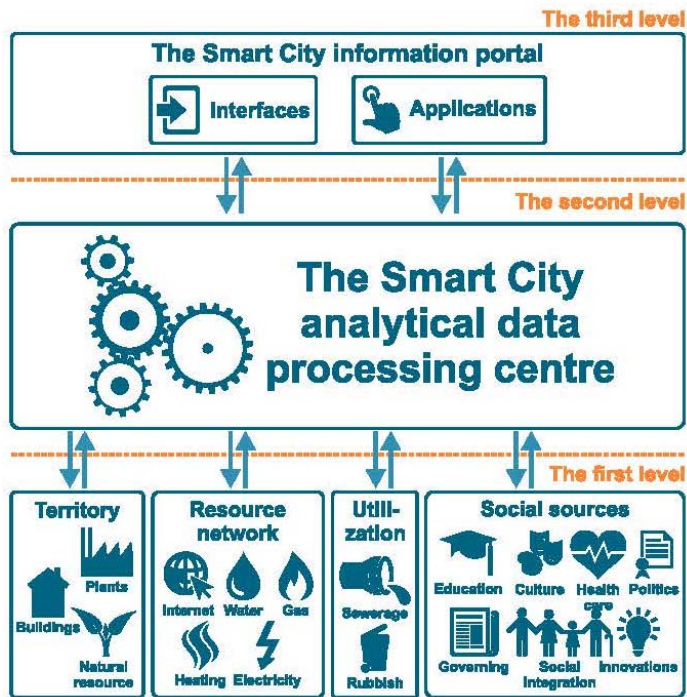 The third level
The Smart City information portal
Interfaces
Applications
The second level
The Smart City
analytical data
processing centre
The first level
Territory
Plants
Buildings
Natural
resource
Resource
network
Internet
Water
Gas
Heating
Electricity
Utili-
zation
Sewerage
Rubbish
Social sources
Education
Culture
Health
care
Politics
Governing
Social
Integration
Innovations